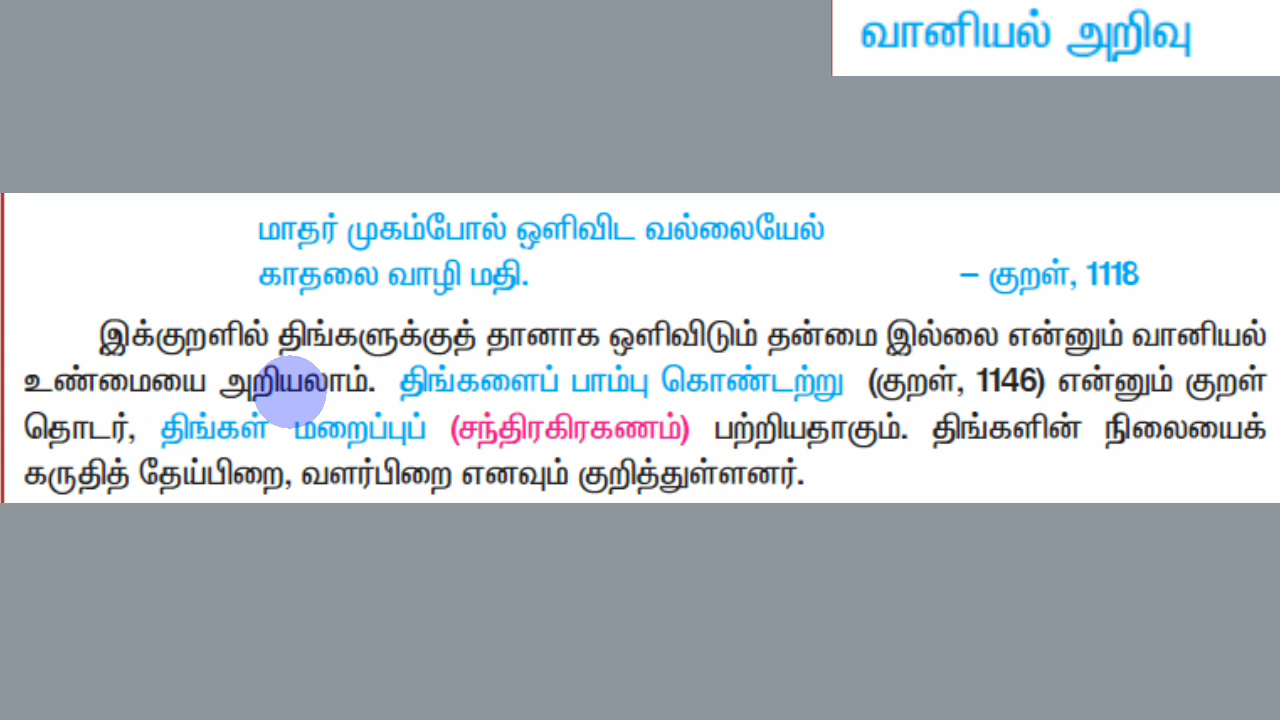 வானியல் அறிவு
மாதர் முகம்போல் ஒளிவிட வல்லையேல்
காதலை வாழி மதி. – குறள், 1118
இக்குறளில் திங்களுக்குத் தானாக ஒளிவிடும் தன்மை இல்லை என்னும் வானியல்
உண்மையை அறியலாம். திங்களைப் பாம்பு கொண்டற்று (குறள், 1146) என்னும் குறள்
தொடர், திங்கள் மறைப்புப் (சந்திரகிரகணம்) பற்றியதாகும். திங்களின் நிலையைக்
கருதித் தேய்பிறை, வளர்பிறை எனவும் குறித்துள்ளனர்.